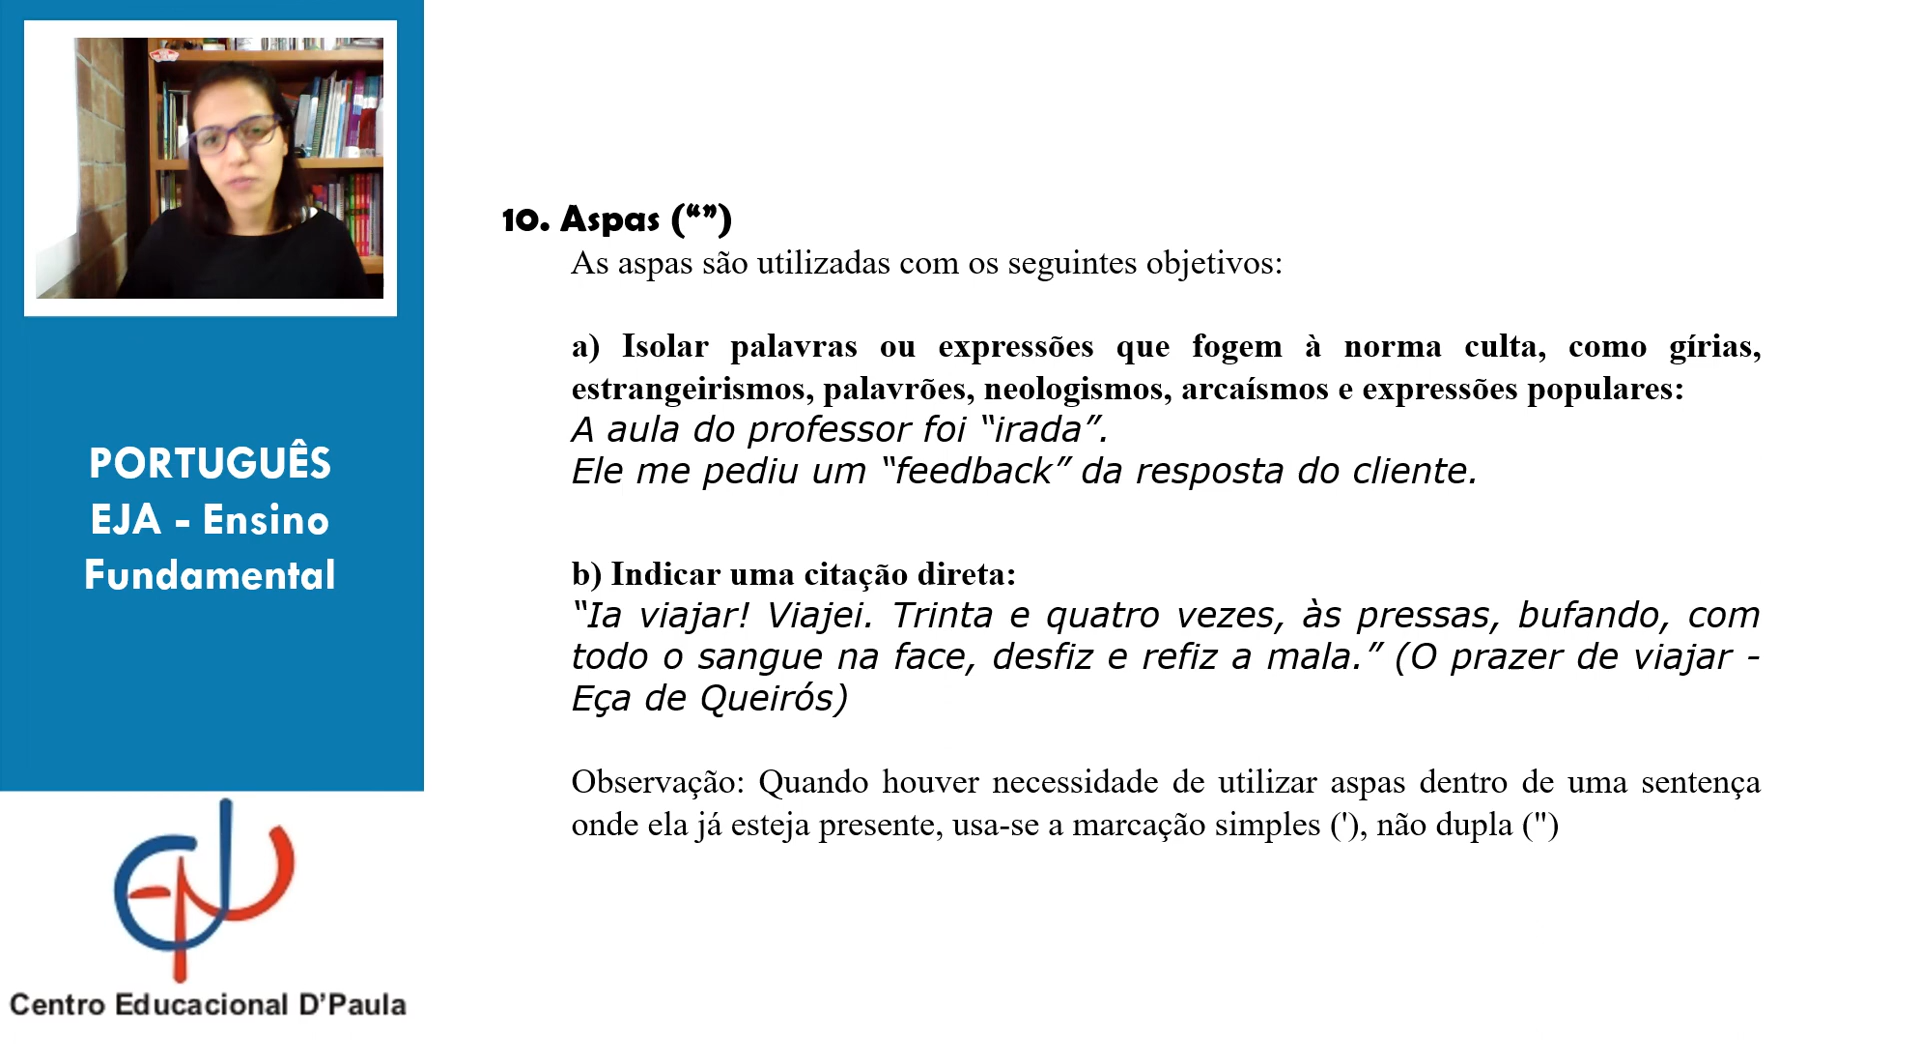 PORTUGUÊS
EJA - Ensino
Fundamental
Centro Educacional D'Paula
10. Aspas (“”)
As aspas são utilizadas com os seguintes objetivos:
a) Isolar palavras ou expressões que fogem à norma culta, como gírias,
estrangeirismos, palavrões, neologismos, arcaísmos e expressões populares:
A aula do professor foi “irada”.
Ele me pediu um “feedback” da resposta do cliente.
b) Indicar uma citação direta:
“Ia viajar! Viajei. Trinta e quatro vezes, às pressas, bufando, com
todo o sangue na face, desfiz e refiz a mala.” (O prazer de viajar -
Eça de Queirós)
Observação: Quando houver necessidade de utilizar aspas dentro de uma sentença
onde ela já esteja presente, usa-se a marcação simples ('), não dupla (")